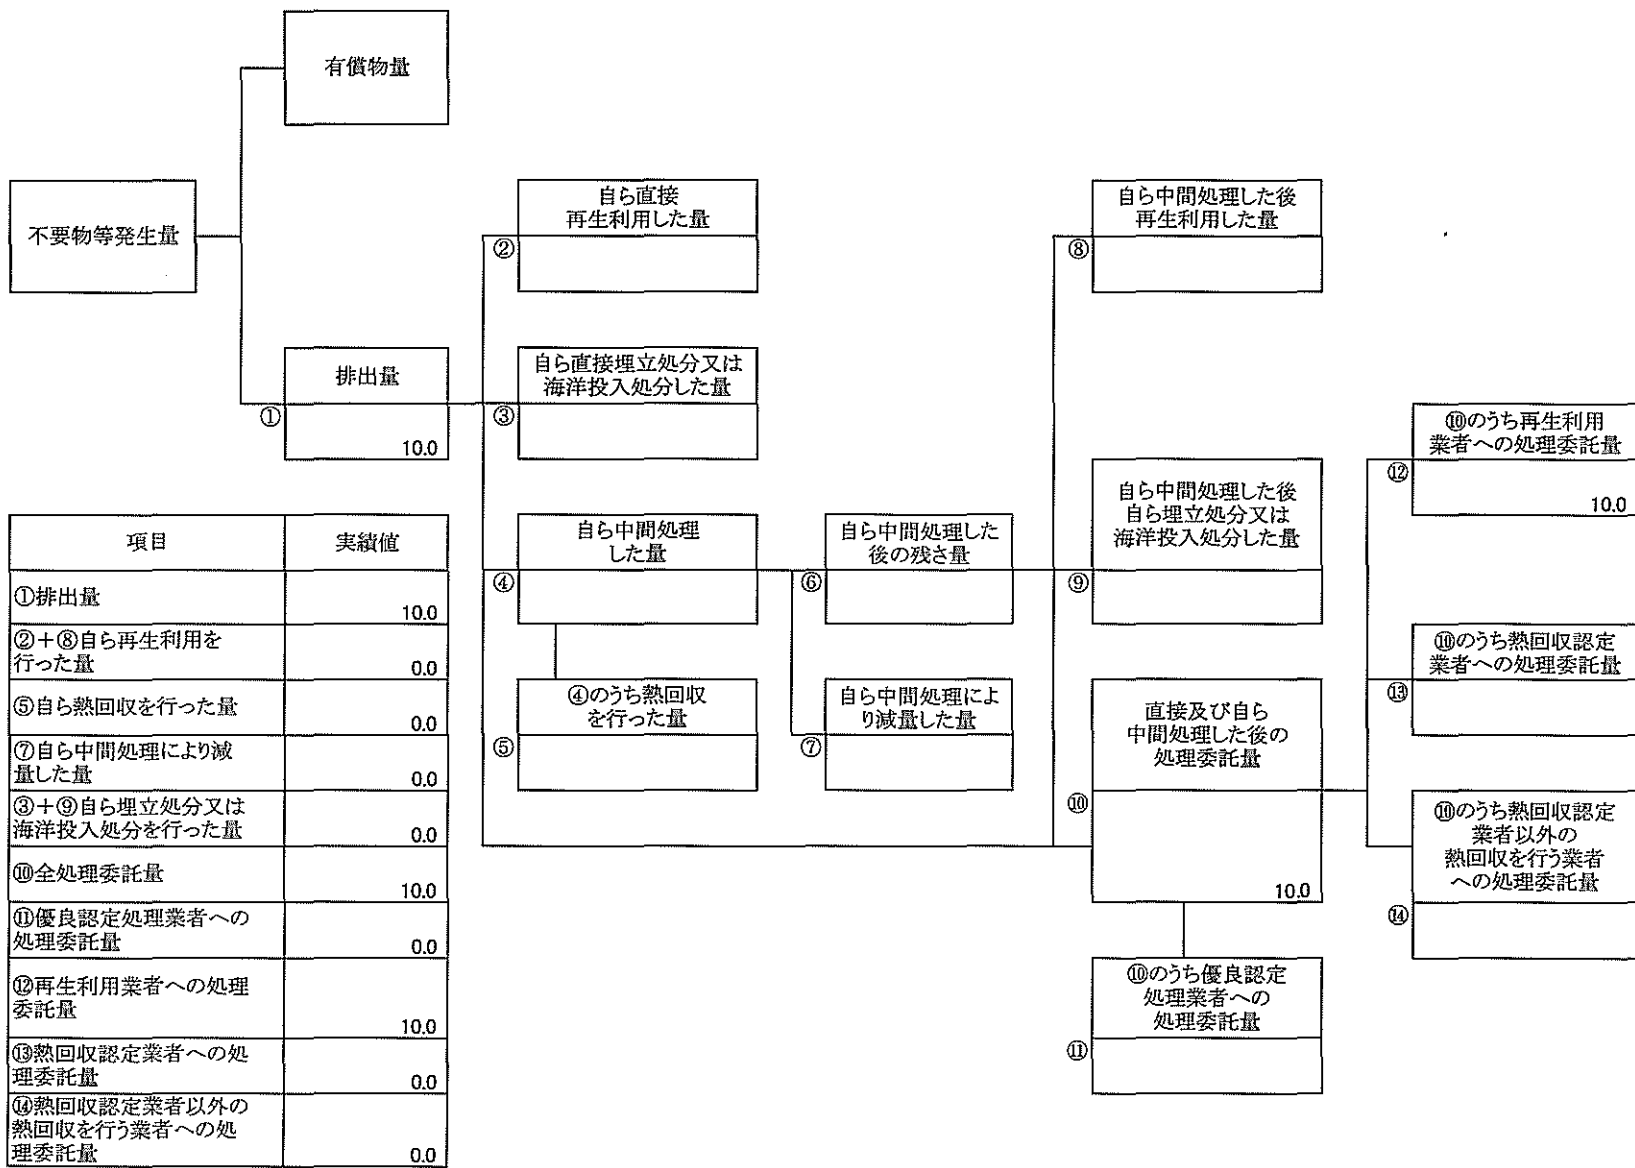 有償物量
不要物等発生量
自ら直接
再生利用した量
②
自ら中間処理した後
再生利用した量
⑧
排出量
①
10.0
自ら直接埋立処分又は
海洋投入処分した量
③
⑩のうち再生利用
業者への処理委託量
⑫
10.0
自ら中間処理
した量
④
自ら中間処理した
後の残さ量
⑥
自ら中間処理した後
自ら埋立処分又は
海洋投入処分した量
⑨
④のうち熱回収
を行った量
⑤
自ら中間処理によ
り減量した量
⑦
直接及び自ら
中間処理した後の
処理委託量
⑩
10.0
⑩のうち熱回収認定
業者への処理委託量
⑬
⑩のうち熱回収認定
業者以外の
熱回収を行う業者
への処理委託量
⑭
⑩のうち優良認定
処理業者への
処理委託量
⑪
項目 実績値
①排出量
10.0
②+⑧自ら再生利用を
行った量 0.0
⑤自ら熱回収を行った量
0.0
⑦自ら中間処理により減
量した量 0.0
③+⑨自ら埋立処分又は
海洋投入処分を行った量 0.0
⑩全処理委託量
10.0
⑪優良認定処理業者への
処理委託量 0.0
⑫再生利用業者への処理
委託量
10.0
⑬熱回収認定業者への処
理委託量 0.0
⑭熱回収認定業者以外の
熱回収を行う業者への処
理委託量 0.0